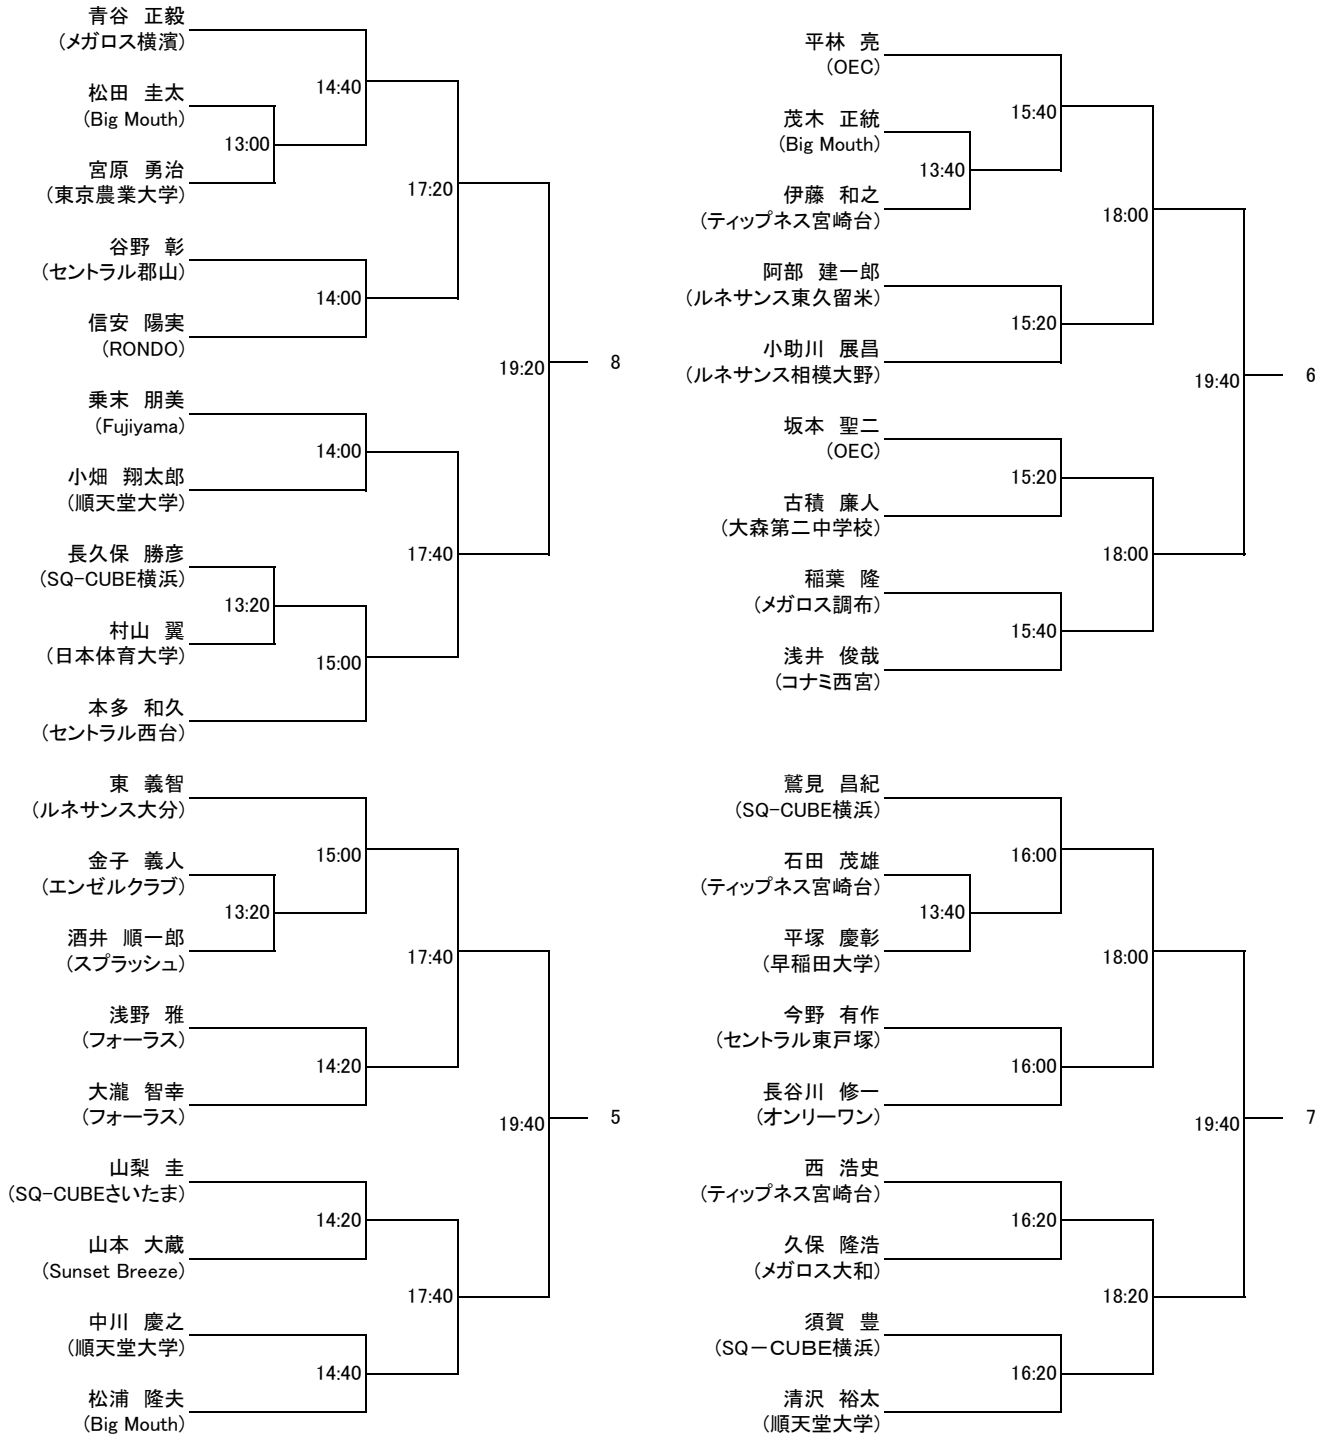 青谷 正毅
(メガロス横濱)
14:40
松田 圭太
(Big Mouth)
13:00
宮原 勇治
(東京農業大学)
17:20
谷野 彰
(セントラル郡山)
14:00
信安 陽実
(RONDO)
19:20
8
乗末 朋美
(Fujiyama)
14:00
小畑 翔太郎
(順天堂大学)
17:40
長久保 勝彦
(SQ-CUBE横浜)
13:20
村山 翼
(日本体育大学)
15:00
本多 和久
(セントラル西台)
東 義智
(ルネサンス大分)
15:00
金子 義人
(エンゼルクラブ)
13:20
酒井 順一郎
(スプラッシュ)
17:40
浅野 雅
(フォーラス)
14:20
大瀧 智幸
(フォーラス)
19:40
5
山梨 圭
(SQ-CUBEさいたま)
14:20
山本 大蔵
(Sunset Breeze)
17:40
中川 慶之
(順天堂大学)
14:40
松浦 隆夫
(Big Mouth)
平林 亮
(OEC)
15:40
茂木 正統
(Big Mouth)
13:40
伊藤 和之
(ティップネス宮崎台)
18:00
阿部 建一郎
(ルネサンス東久留米)
15:20
小助川 展昌
(ルネサンス相模大野)
19:40
6
坂本 聖二
(OEC)
15:20
古積 廉人
(大森第二中学校)
18:00
稲葉 隆
(メガロス調布)
15:40
浅井 俊哉
(コナミ西宮)
鷲見 昌紀
(SQ-CUBE横浜)
16:00
石田 茂雄
(ティップネス宮崎台)
13:40
平塚 慶彰
(早稲田大学)
18:00
今野 有作
(セントラル東戸塚)
16:00
長谷川 修一
(オンリーワン)
19:40
7
西 浩史
(ティップネス宮崎台)
16:20
久保 隆浩
(メガロス大和)
18:20
須賀 豊
(SQ－CUBE横浜)
16:20
清沢 裕太
(順天堂大学)